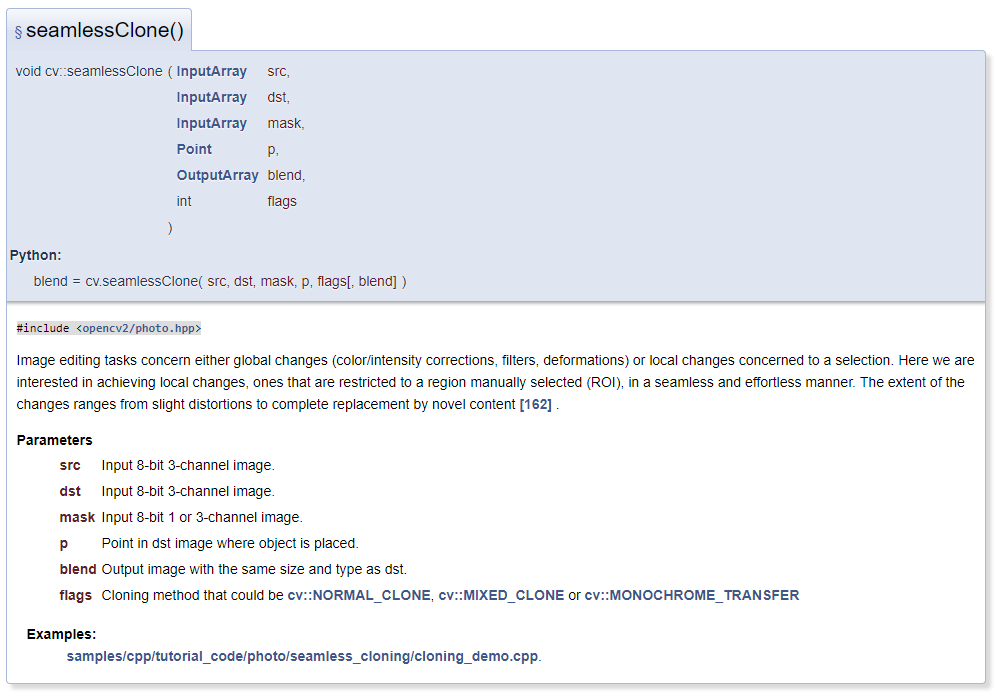 § seamlessClone()
void cv::seamlessClone ( InputArray src,
InputArray dst,
InputArray mask,
Point p,
OutputArray blend,
int flags
)
Python:
blend = cv.seamlessClone( src, dst, mask, p, flags[, blend] )
#include <opencv2/photo.hpp>
Image editing tasks concern either global changes (color/intensity corrections, filters, deformations) or local changes concerned to a selection. Here we are
interested in achieving local changes, ones that are restricted to a region manually selected (ROI), in a seamless and effortless manner. The extent of the
changes ranges from slight distortions to complete replacement by novel content [162] .
Parameters
src Input 8-bit 3-channel image.
dst Input 8-bit 3-channel image.
mask Input 8-bit 1 or 3-channel image.
p Point in dst image where object is placed.
blend Output image with the same size and type as dst.
flags Cloning method that could be cv::NORMAL_CLONE, cv::MIXED_CLONE or cv::MONOCHROME_TRANSFER
Examples:
samples/cpp/tutorial_code/photo/seamless_cloning/cloning_demo.cpp.